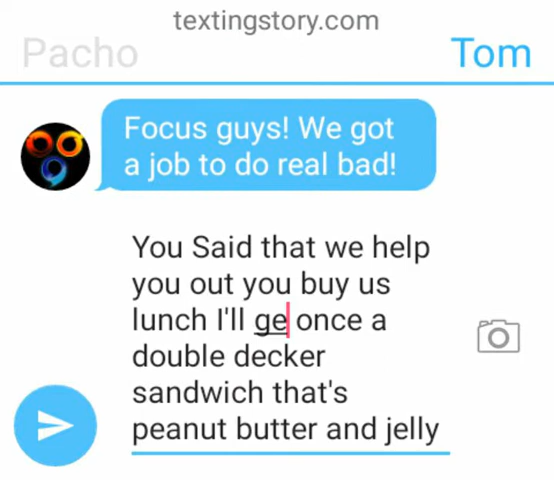 textingstory.com
Pacho
Tom
Focus guys! We got
a job to do real bad!
You Said that we help
you out you buy us
lunch I'll ge once a
double decker
sandwich that's
peanut butter and jelly